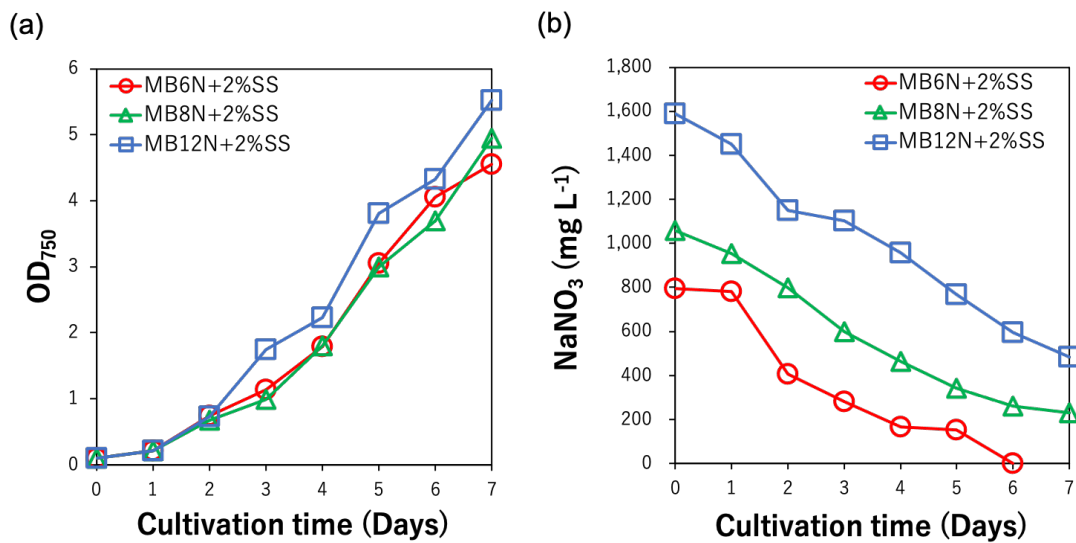 (a)
6
5
4
3
2
1
0
OD750
MB6N+2%SS
MB8N+2%SS
MB12N+2%SS
0 1 2 3 4 5 6 7
Cultivation time (Days)
(b)
1,800
1,600
1,400
1,200
1,000
800
600
400
200
0
NaNO3 (mg L-1)
MB6N+2%SS
MB8N+2%SS
MB12N+2%SS
0 1 2 3 4 5 6 7
Cultivation time (Days)